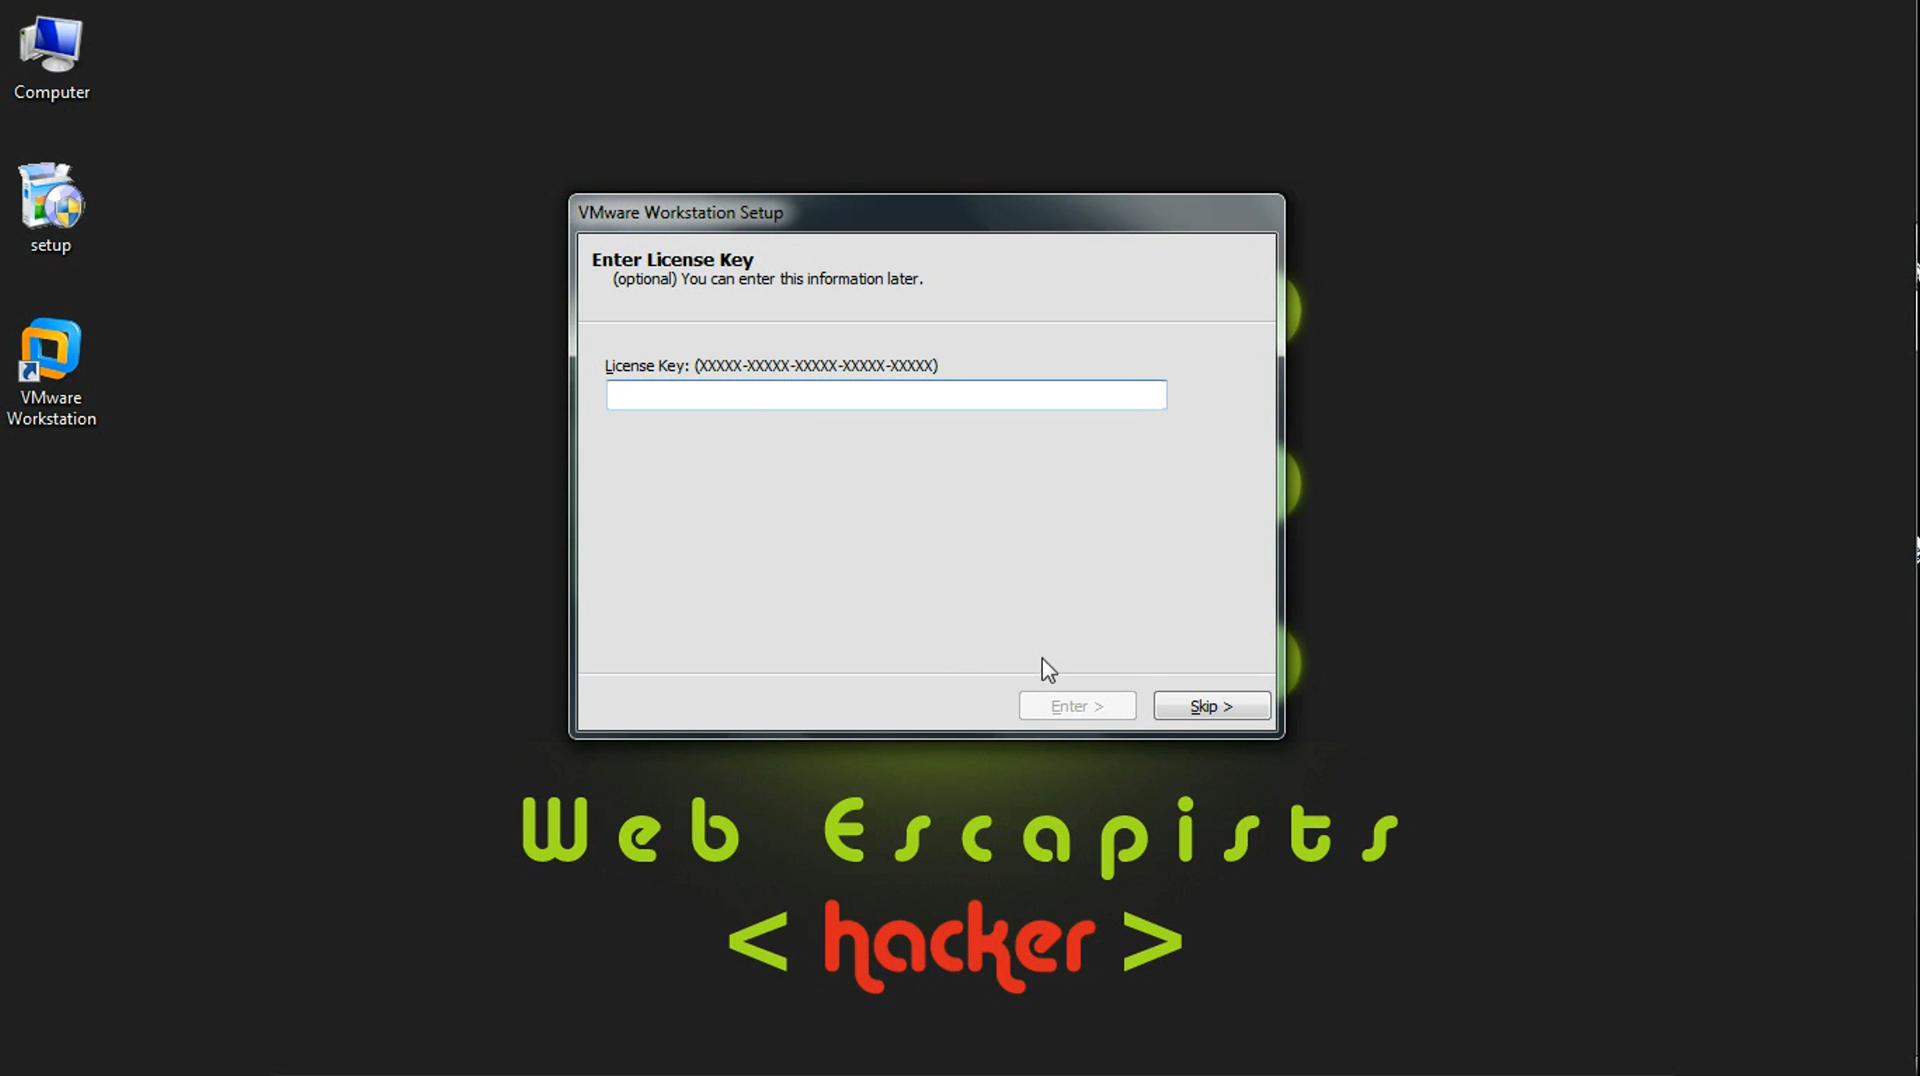 Computer
setup
VMware
Workstation
VMware Workstation Setup
Enter License Key
(optional) You can enter this information later.
License Key: (XXXXX-XXXXX-XXXXX-XXXXX-XXXXX)
Enter >
Skip >
Web Escapists
< hacker >